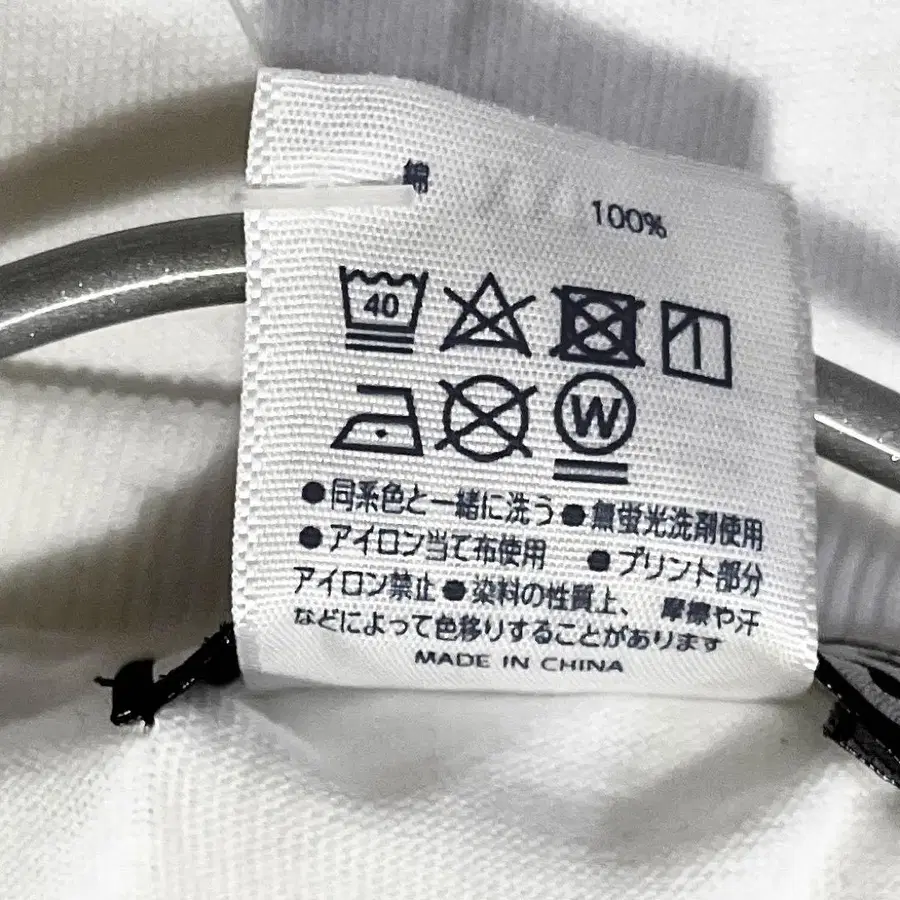 綿 100%
40
W
●同系色と一緒に洗う ●無蛍光洗剤使用
●アイロン当て布使用 ●プリント部分
アイロン禁止 ●染料の性質上、 摩擦や汗
などによって色移りすることがあります
MADE IN CHINA